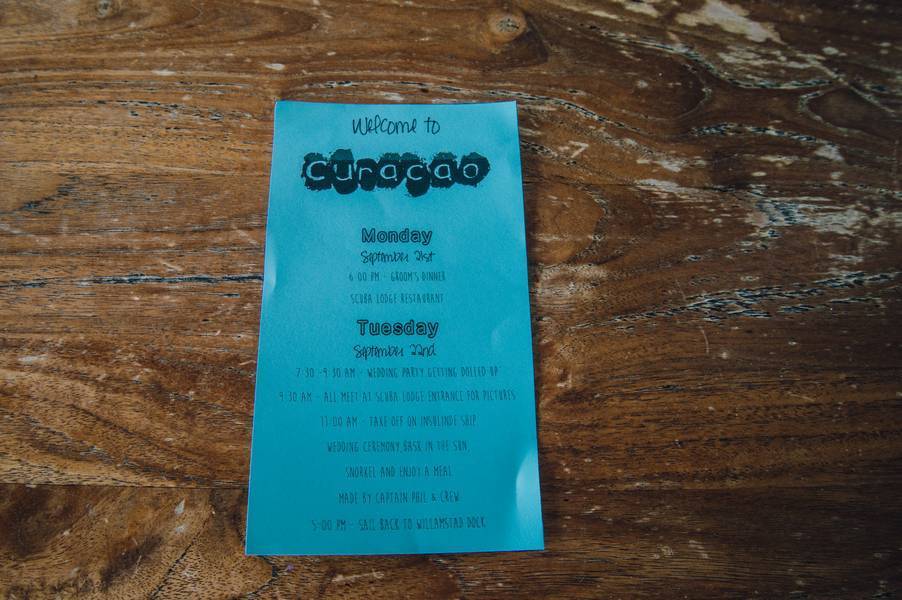 Welcome to
Curacao
Monday
September 21st
6:00 PM - GROOM'S DINNER
SCUBA LODGE RESTAURANT
Tuesday
September 22nd
7:30 -9:30 AM - WEDDING PARTY GETTING DOLLED UP
9:30 AM - ALL MEET AT SCUBA LODGE ENTRANCE FOR PICTURES
11:00 AM - TAKE OFF ON INSULINDE SHIP
WEDDING CEREMONY,BASK IN THE SUN,
SNORKEL AND ENJOY A MEAL
MADE BY CAPTAIN PHIL & CREW
5:00 PM - SAIL BACK TO WILLAMSTAD DOCK